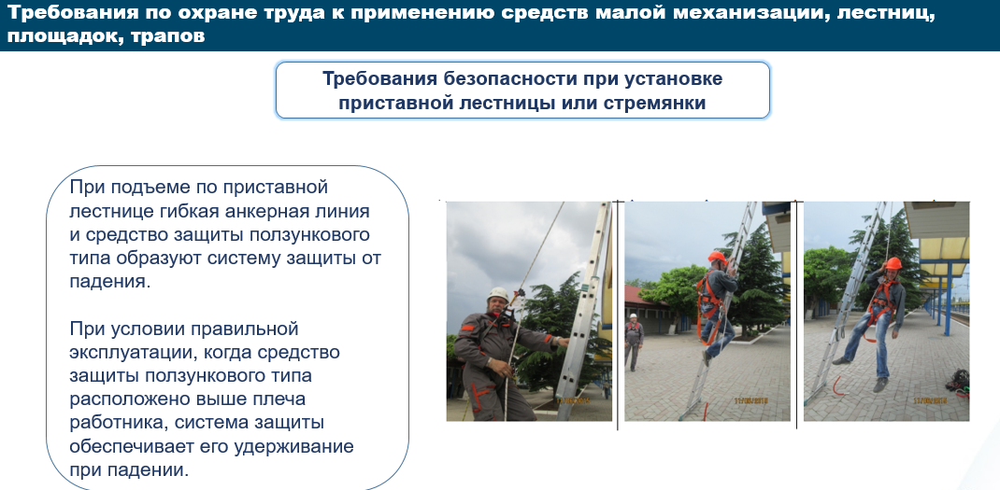 Требования по охране труда к применению средств малой механизации, лестниц,
площадок, трапов
Требования безопасности при установке
приставной лестницы или стремянки
При подъеме по приставной
лестнице гибкая анкерная линия
и средство защиты ползункового
типа образуют систему защиты от
падения.
При условии правильной
эксплуатации, когда средство
защиты ползункового типа
расположено выше плеча
работника, система защиты
обеспечивает его удерживание
при падении.